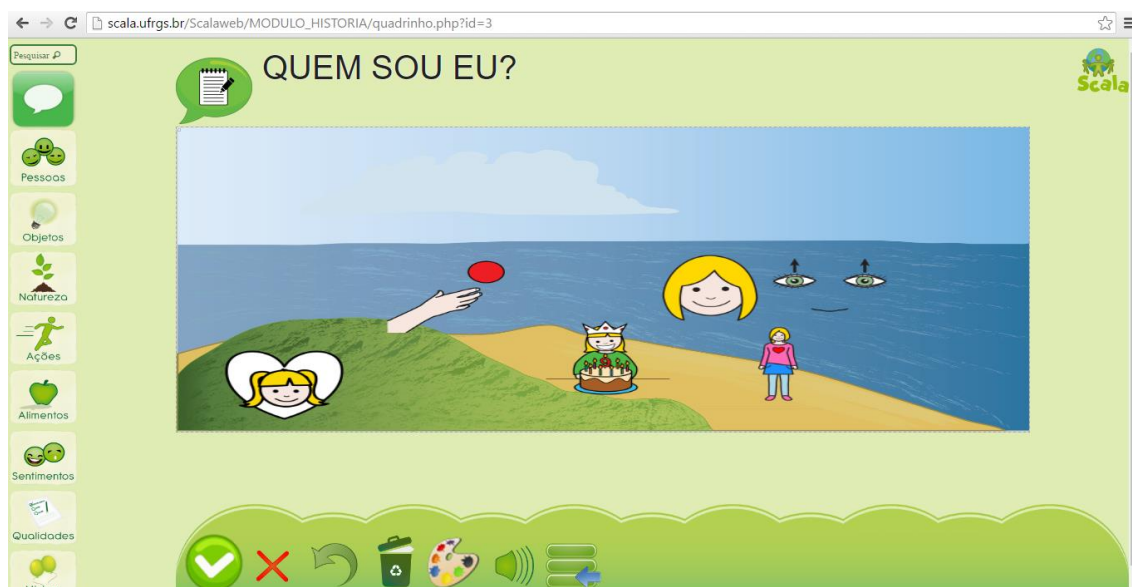 scala.ufrgs.br/Scalaweb/MODULO_HISTORIA/quadrinho.php?id=3
Pesquisar
QUEM SOU EU?
Scala
Pessoas
Objetos
Natureza
Ações
Alimentos
Sentimentos
Qualidades